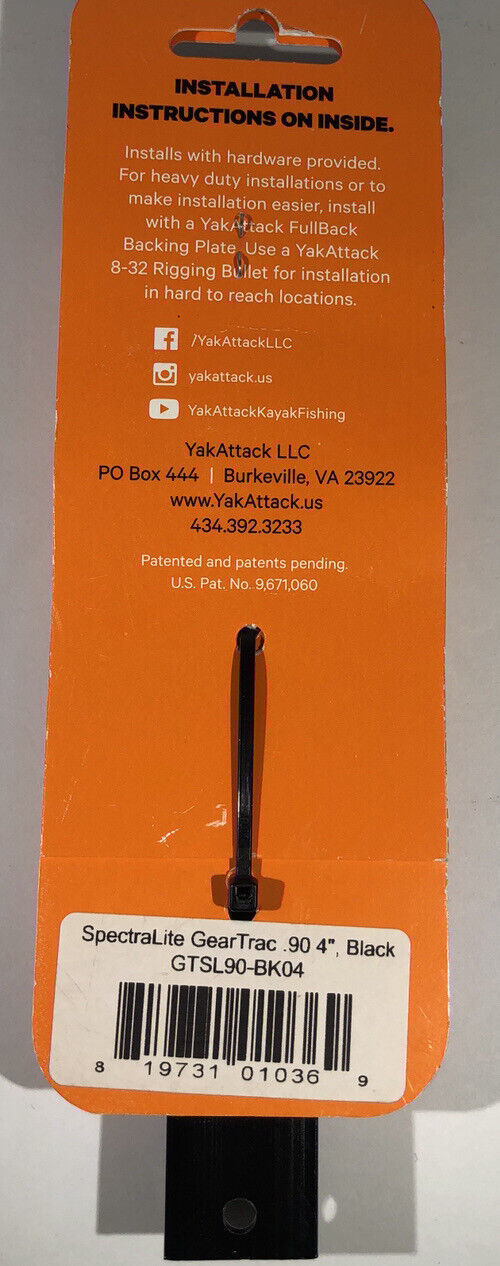 INSTALLATION
INSTRUCTIONS ON INSIDE.
Installs with hardware provided.
For heavy duty installations or to
make installation easier, install
with a YakAttack FullBack
Backing Plate. Use a YakAttack
8-32 Rigging Bullet for installation
in hard to reach locations.
/YakAttackLLC
yakattack.us
YakAttackKayakFishing
YakAttack LLC
PO Box 444 | Burkeville, VA 23922
www.YakAttack.us
434.392.3233
Patented and patents pending.
U.S. Pat. No. 9,671,060
SpectraLite GearTrac .90 4", Black
GTSL90-BK04
8 19731 01036 9